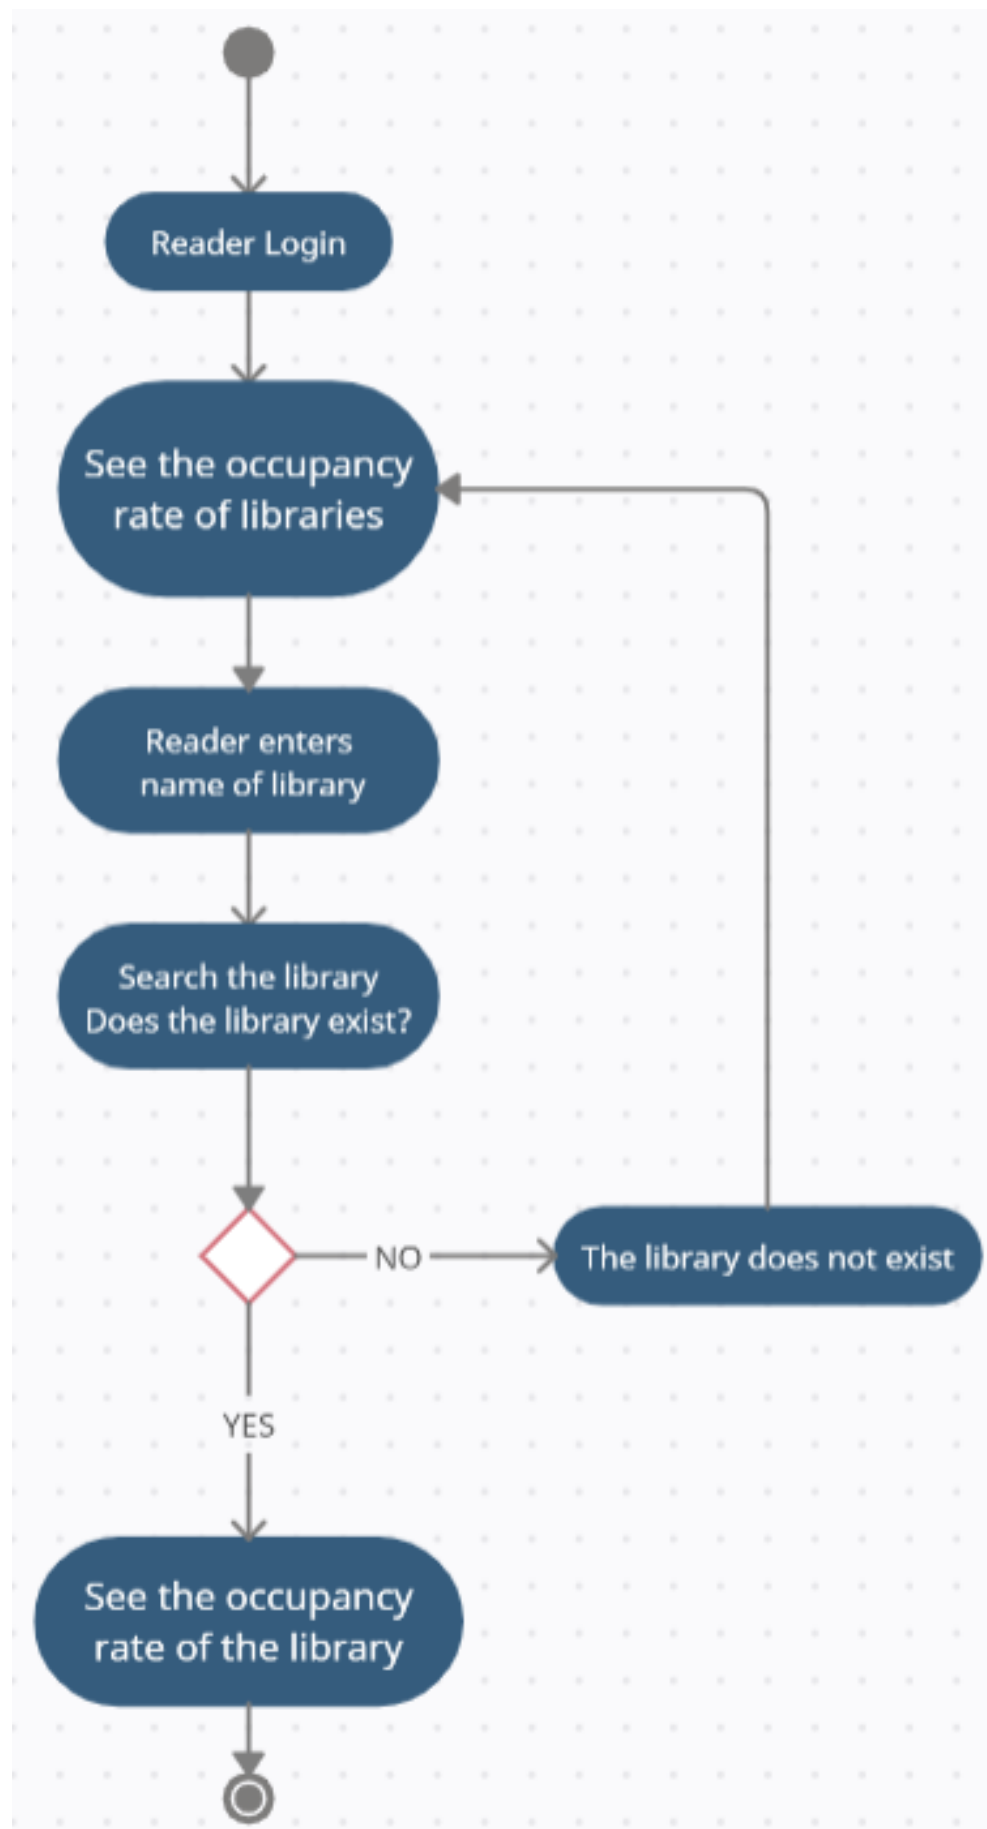 Reader Login
See the occupancy
rate of libraries
Reader enters
name of library
Search the library
Does the library exist?
NO
The library does not exist
YES
See the occupancy
rate of the library